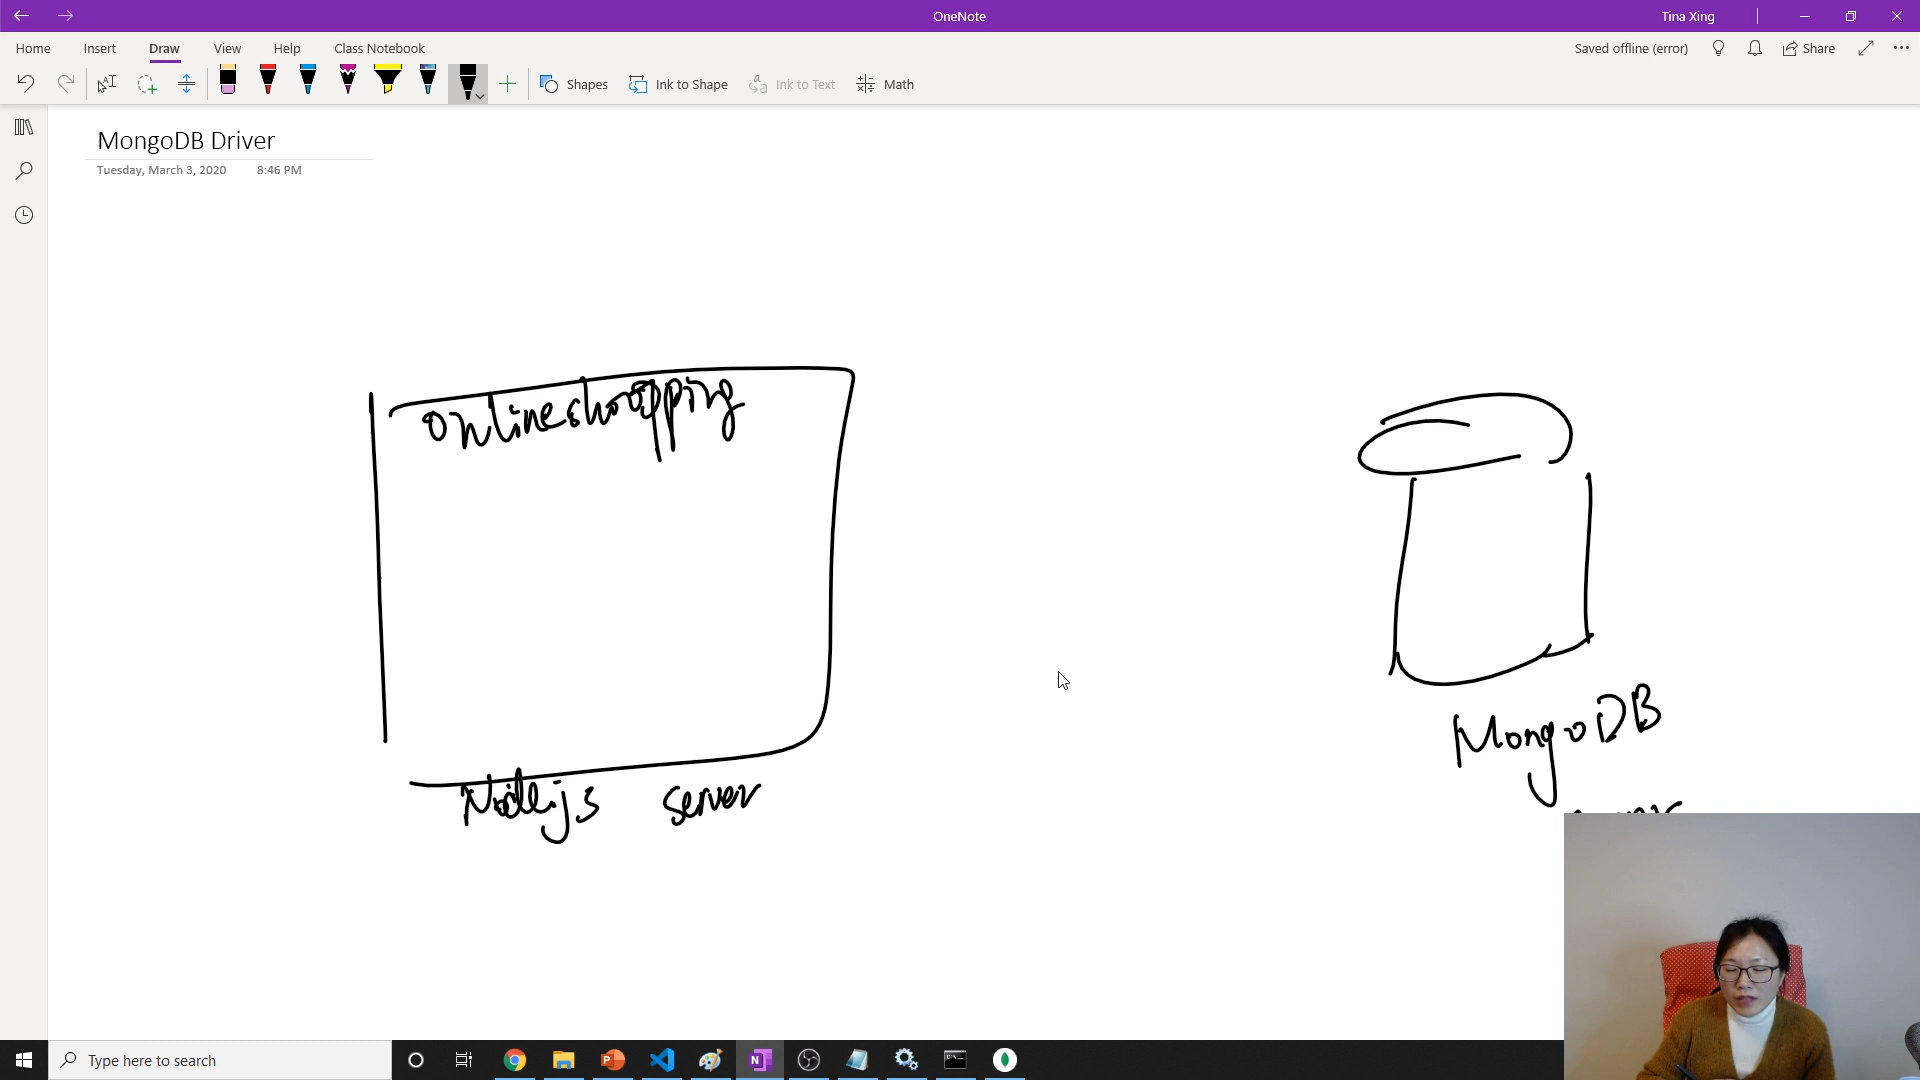 OneNote
Tina Xing
Home Insert Draw View Help Class Notebook
Saved offline (error) Share
Shapes Ink to Shape Ink to Text Math
MongoDB Driver
Tuesday, March 3, 2020 8:46 PM
onlineshopping
MongoDB
Nodejs server
Type here to search